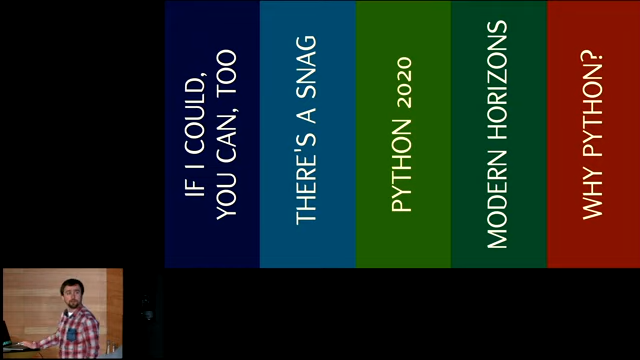 IF I COULD,
YOU CAN, TOO
THERE'S A SNAG
PYTHON 2020
MODERN HORIZONS
WHY PYTHON?